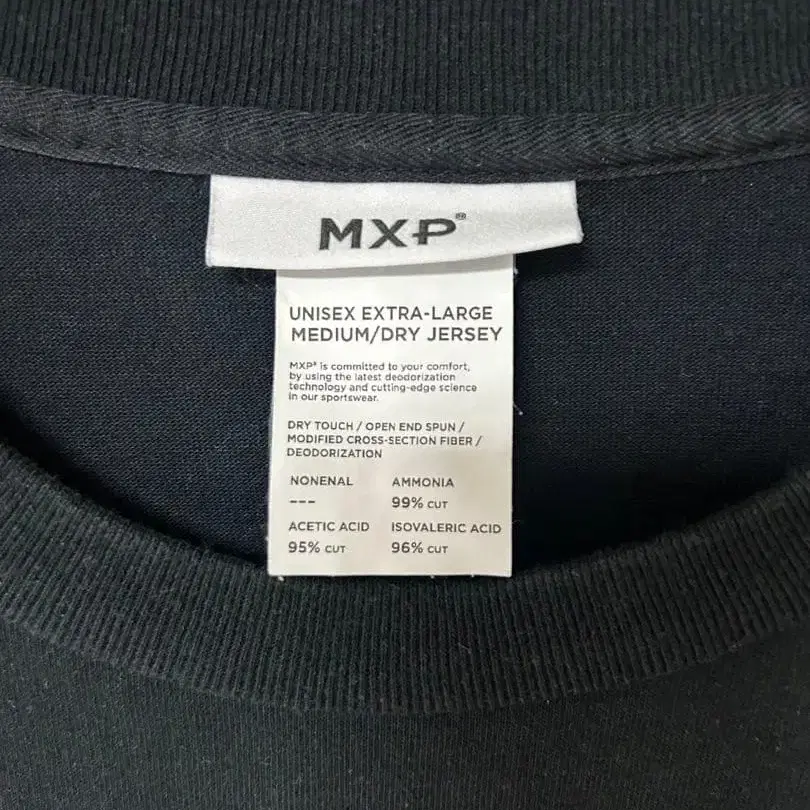 MXP®
UNISEX EXTRA-LARGE
MEDIUM/DRY JERSEY
MXP® is committed to your comfort,
by using the latest deodorization
technology and cutting-edge science
in our sportswear.
DRY TOUCH / OPEN END SPUN /
MODIFIED CROSS-SECTION FIBER /
DEODORIZATION
NONENAL AMMONIA
--- 99% CUT
ACETIC ACID ISOVALERIC ACID
95% CUT 96% CUT